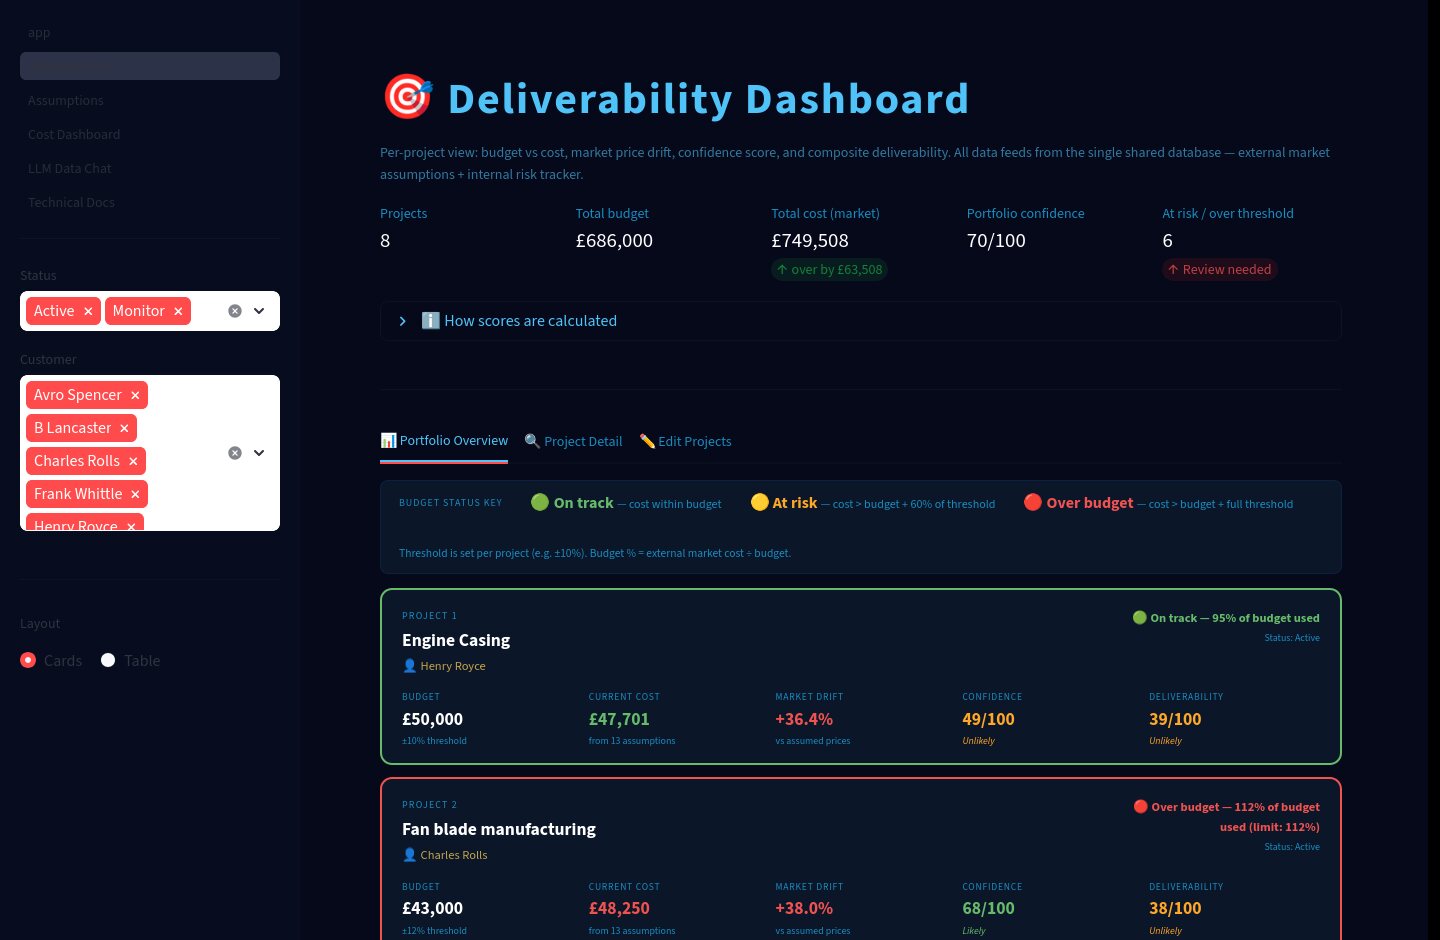 app
Assumptions
Cost Dashboard
LLM Data Chat
Technical Docs
Status
Active ×
Monitor ×
Customer
Avro Spencer ×
B Lancaster ×
Charles Rolls ×
Frank Whittle ×
Henry Royce ×
Layout
Cards
Table
🎯 Deliverability Dashboard
Per-project view: budget vs cost, market price drift, confidence score, and composite deliverability. All data feeds from the single shared database — external market
assumptions + internal risk tracker.
Projects
8
Total budget
£686,000
Total cost (market)
£749,508
↑ over by £63,508
Portfolio confidence
70/100
At risk / over threshold
6
↑ Review needed
ℹ️ How scores are calculated
📊 Portfolio Overview
🔍 Project Detail
✏️ Edit Projects
BUDGET STATUS KEY
🟢 On track — cost within budget
🟡 At risk — cost > budget + 60% of threshold
🔴 Over budget — cost > budget + full threshold
Threshold is set per project (e.g. ±10%). Budget % = external market cost ÷ budget.
PROJECT 1
Engine Casing
👤 Henry Royce
🟢 On track — 95% of budget used
Status: Active
BUDGET
£50,000
±10% threshold
CURRENT COST
£47,701
from 13 assumptions
MARKET DRIFT
+36.4%
vs assumed prices
CONFIDENCE
49/100
Unlikely
DELIVERABILITY
39/100
Unlikely
PROJECT 2
Fan blade manufacturing
👤 Charles Rolls
🔴 Over budget — 112% of budget
used (limit: 112%)
Status: Active
BUDGET
£43,000
±12% threshold
CURRENT COST
£48,250
from 13 assumptions
MARKET DRIFT
+38.0%
vs assumed prices
CONFIDENCE
68/100
Likely
DELIVERABILITY
38/100
Unlikely